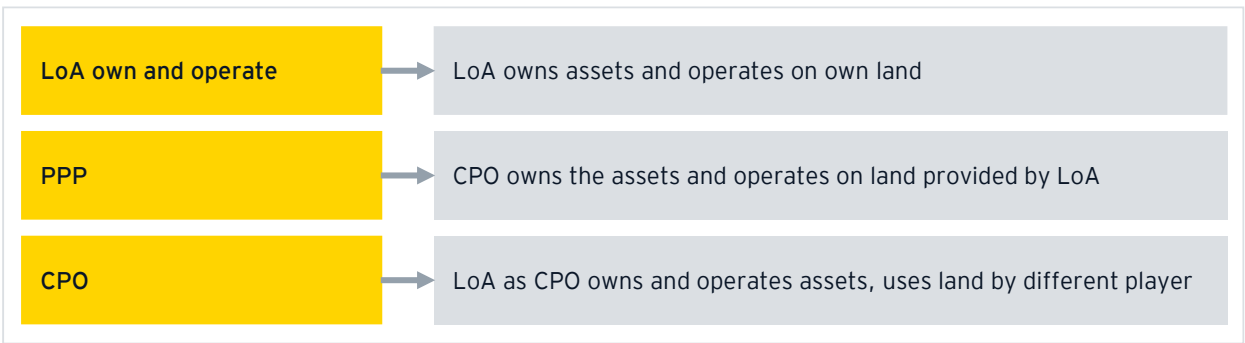 LoA own and operate
LoA owns assets and operates on own land
PPP
CPO owns the assets and operates on land provided by LoA
CPO
LoA as CPO owns and operates assets, uses land by different player